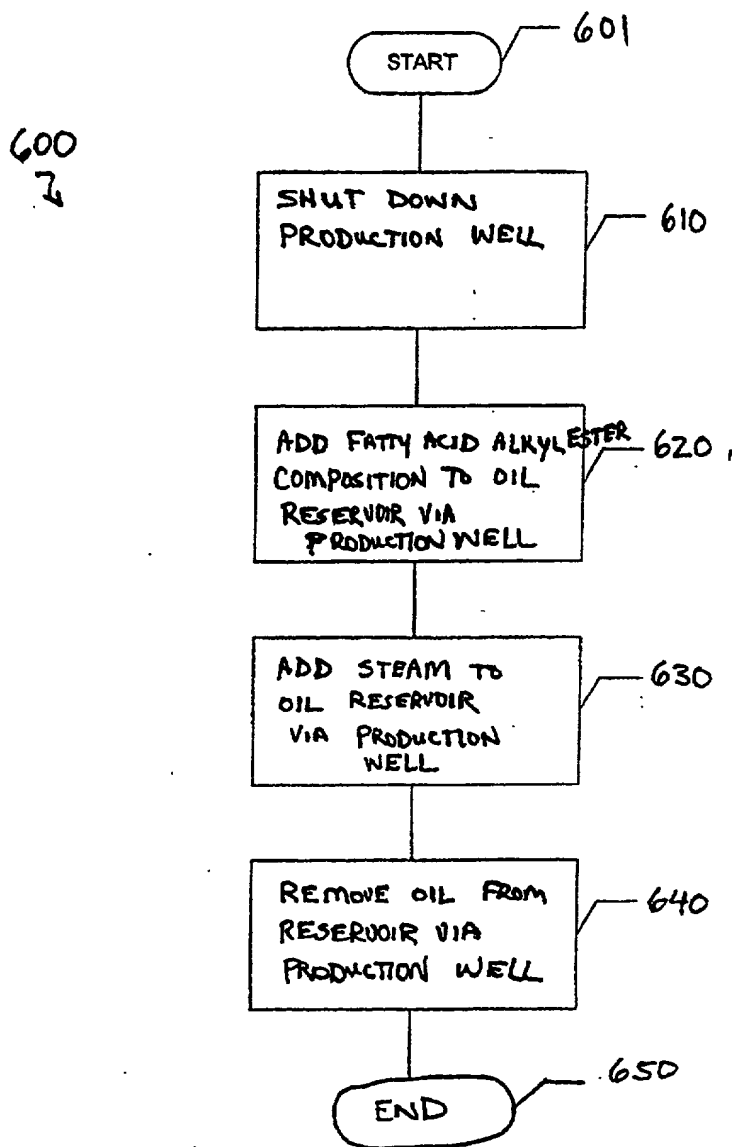 START
601
600
SHUT DOWN
PRODUCTION WELL
610
ADD FATTY ACID ALKYL ESTER
COMPOSITION TO OIL
RESERVOIR VIA
PRODUCTION WELL
620
ADD STEAM TO
OIL RESERVOIR
VIA PRODUCTION
WELL
630
REMOVE OIL FROM
RESERVOIR VIA
PRODUCTION WELL
640
END
650